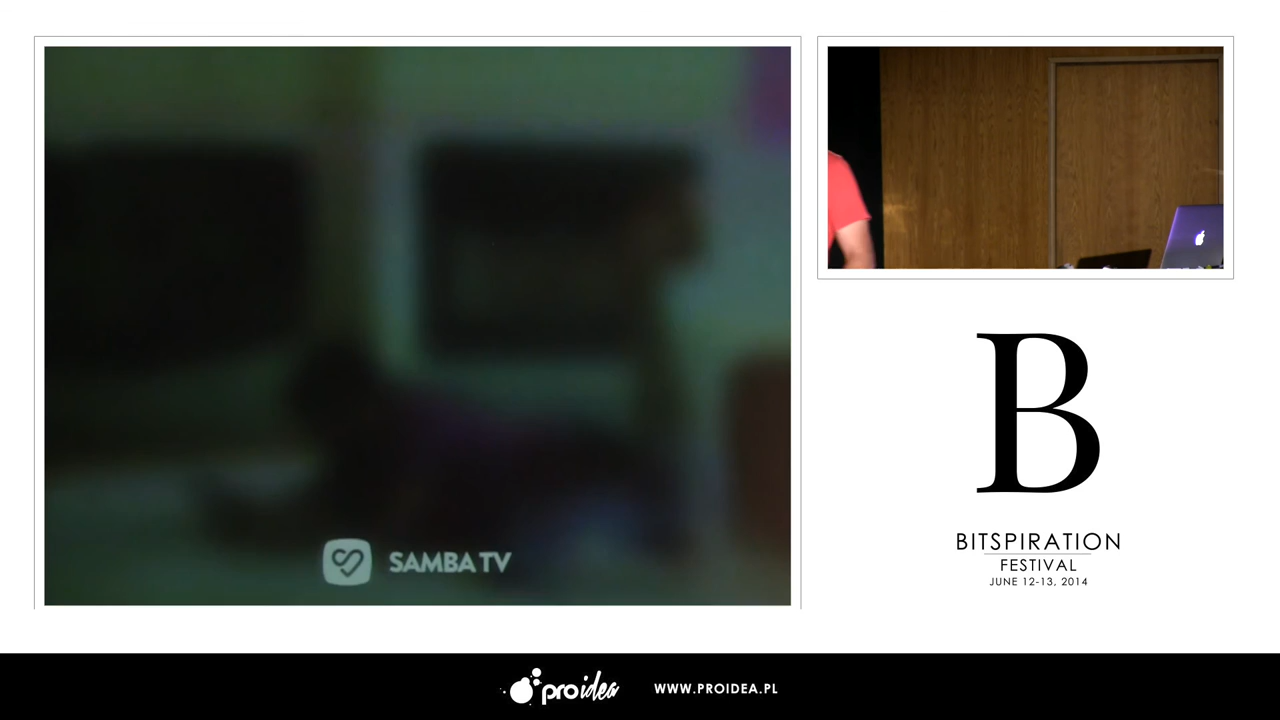 SAMBA TV
B
BITSPIRATION
FESTIVAL
JUNE 12-13, 2014
proidea
WWW.PROIDEA.PL